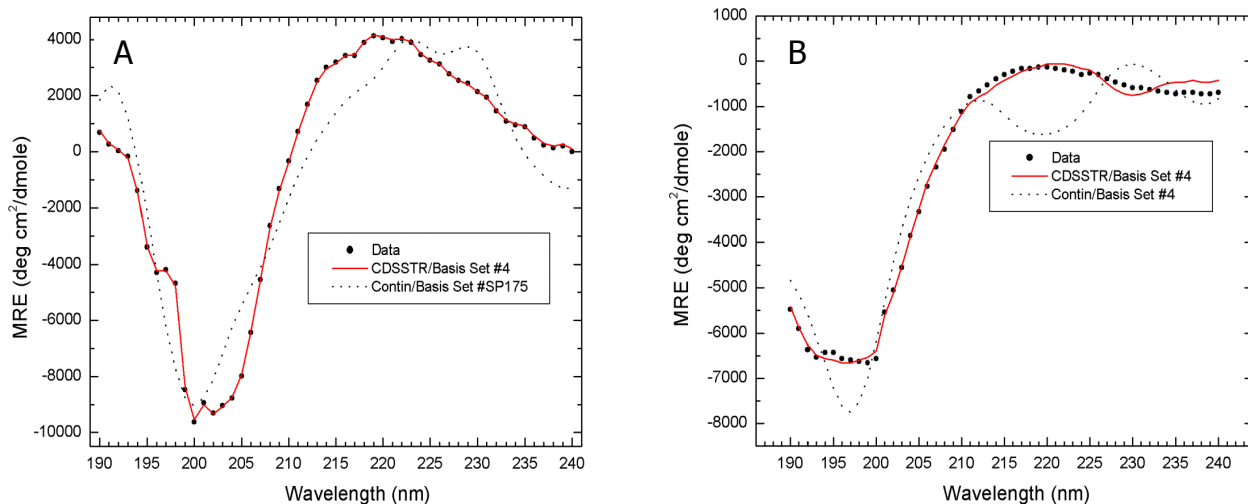 A
4000
2000
0
-2000
-4000
-6000
-8000
-10000
MRE (deg cm²/dmole)
Data
CDSSTR/Basis Set #4
Contin/Basis Set #SP175
190 195 200 205 210 215 220 225 230 235 240
Wavelength (nm)
B
1000
0
-1000
-2000
-3000
-4000
-5000
-6000
-7000
-8000
MRE (deg cm²/dmole)
Data
CDSSTR/Basis Set #4
Contin/Basis Set #4
190 195 200 205 210 215 220 225 230 235 240
Wavelength (nm)